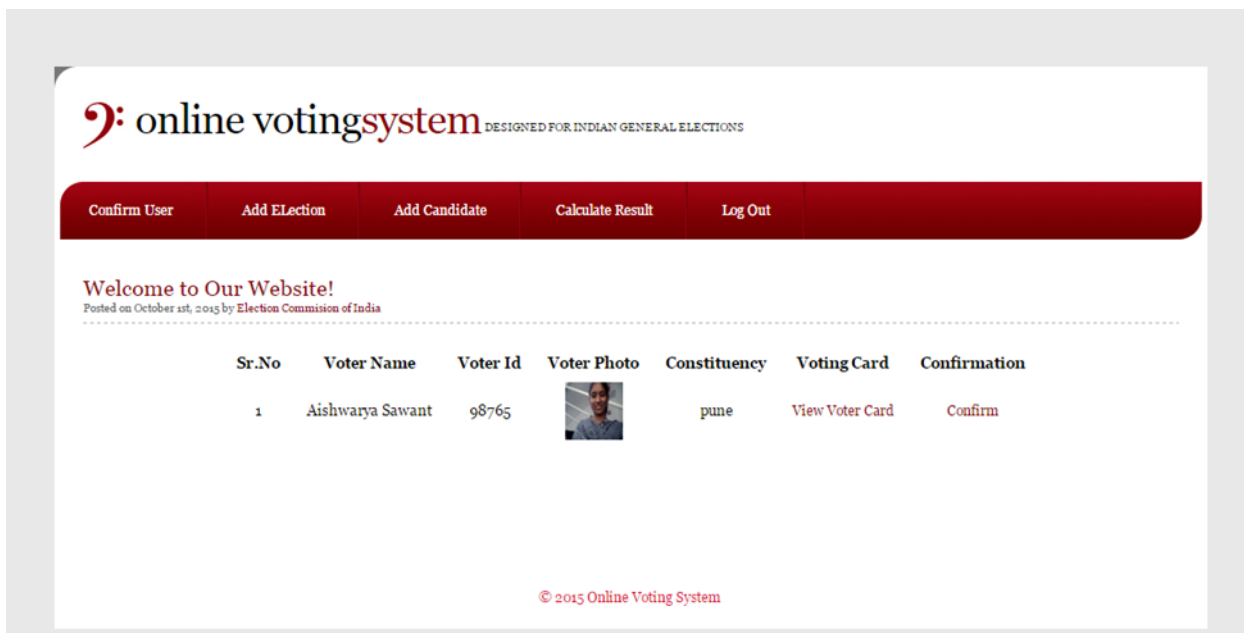 online votingsystem DESIGNED FOR INDIAN GENERAL ELECTIONS
Confirm User Add ELection Add Candidate Calculate Result Log Out
Welcome to Our Website!
Posted on October 1st, 2015 by Election Commision of India
Sr.No Voter Name Voter Id Voter Photo Constituency Voting Card Confirmation
1 Aishwarya Sawant 98765 pune View Voter Card Confirm
© 2015 Online Voting System